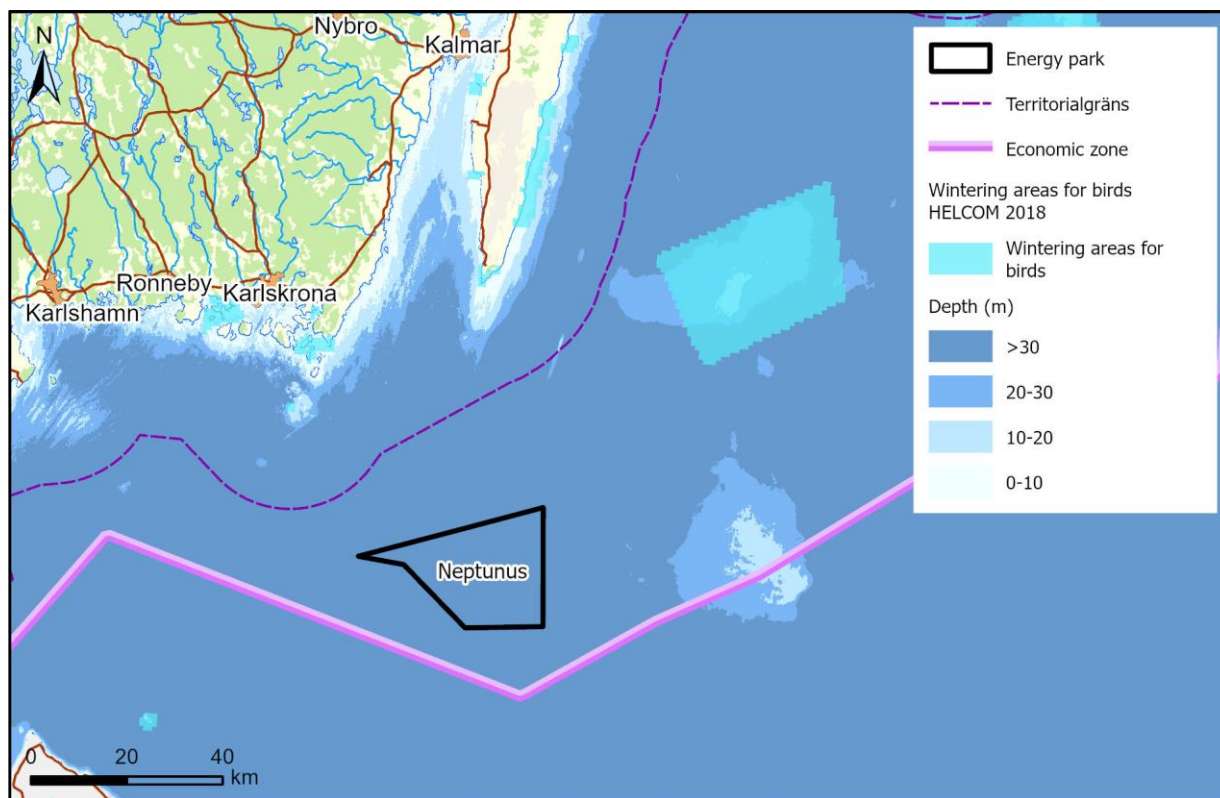 N
Nybro
Kalmar
Ronneby
Karlskrona
Karlshamn
Neptunus
0 20 40
km
Energy park
Territorialgräns
Economic zone
Wintering areas for birds
HELCOM 2018
Wintering areas for
birds
Depth (m)
>30
20-30
10-20
0-10